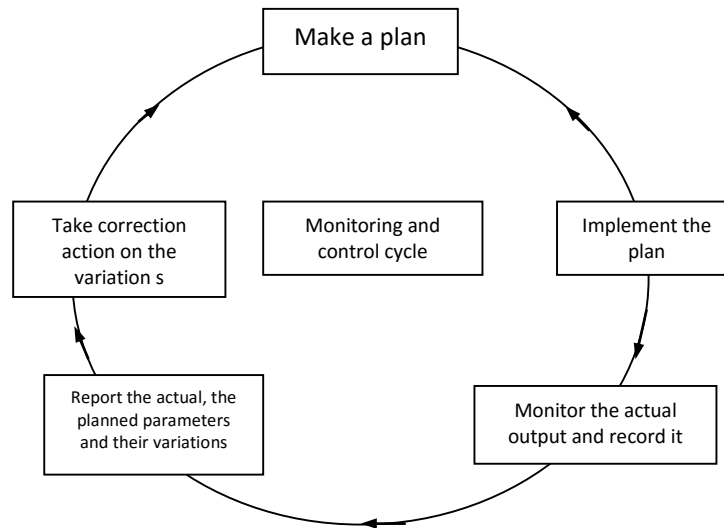 Make a plan
Take correction
action on the
variation s
Monitoring and
control cycle
Implement the
plan
Report the actual, the
planned parameters
and their variations
Monitor the actual
output and record it